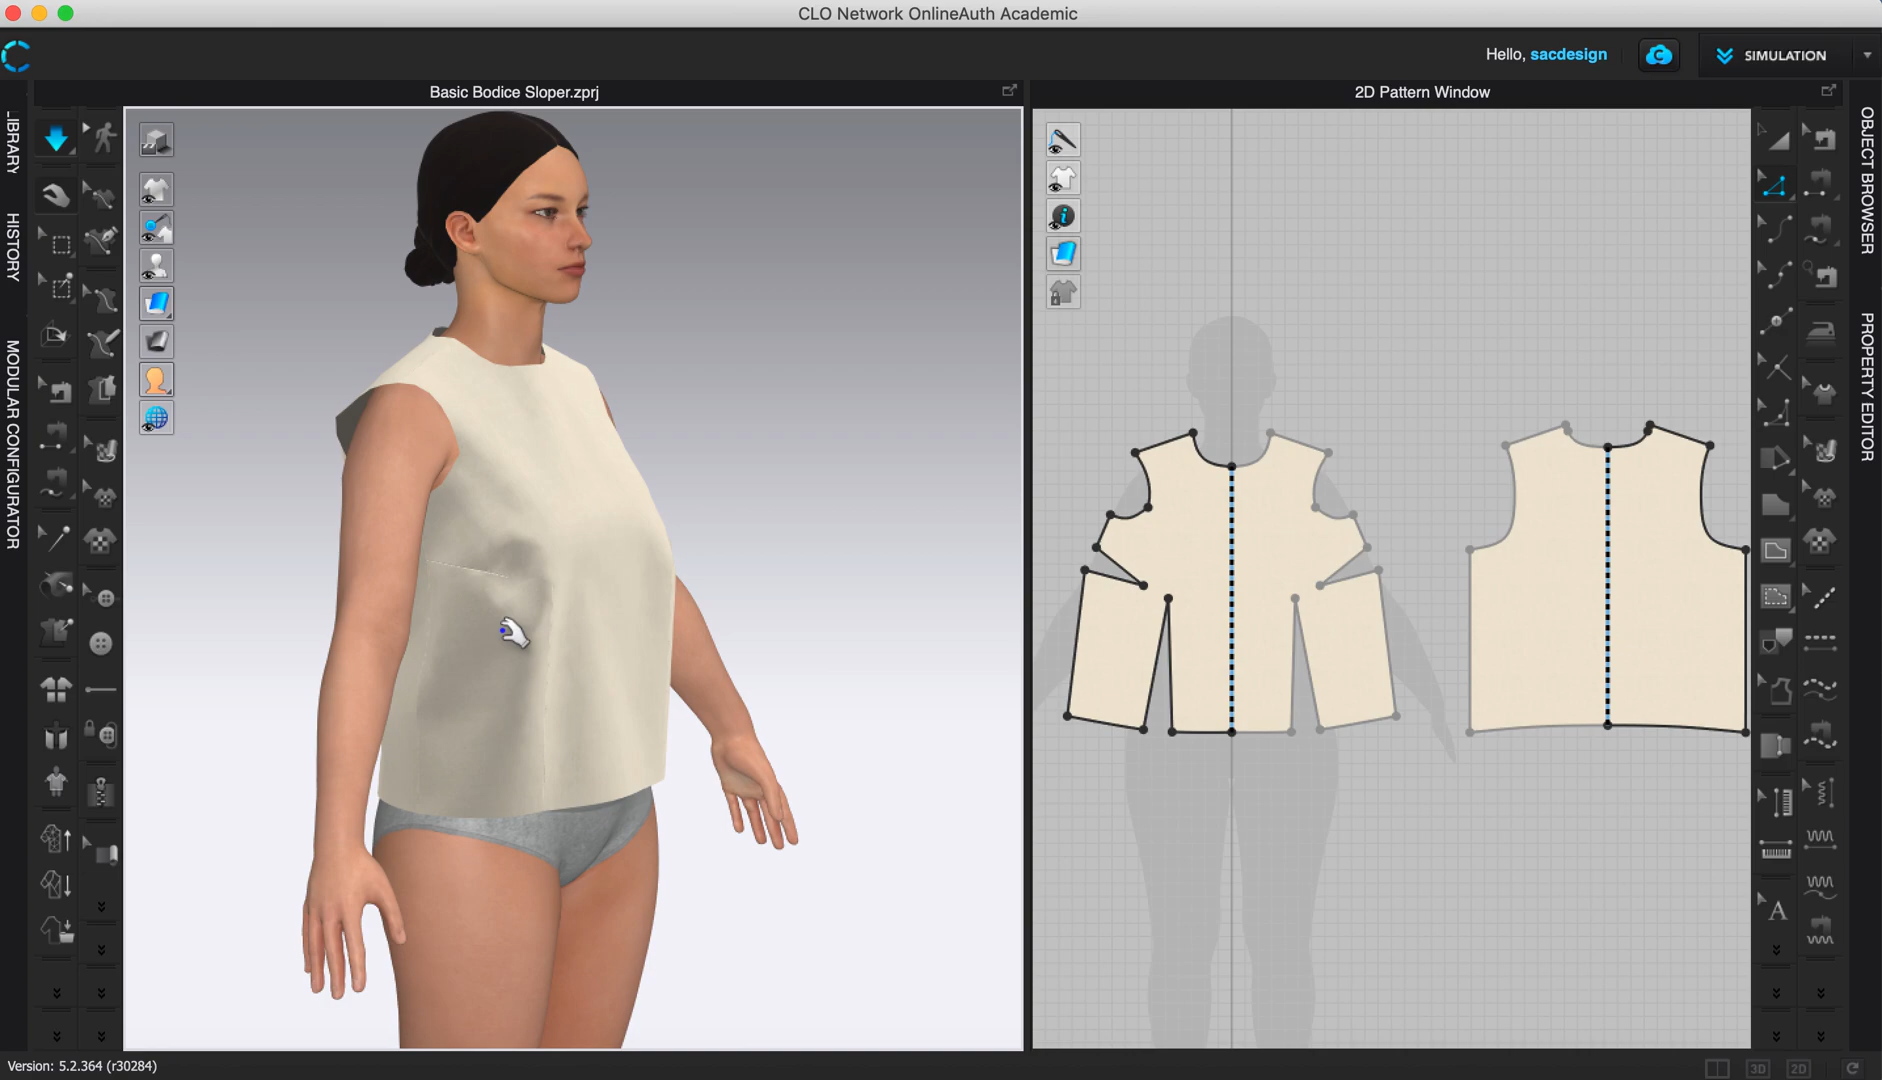 CLO Network OnlineAuth Academic
Hello, sacdesign
SIMULATION
Basic Bodice Sloper.zprj
2D Pattern Window
LIBRARY
HISTORY
MODULAR CONFIGURATOR
OBJECT BROWSER
PROPERTY EDITOR
A
Version: 5.2.364 (r30284)
3D
2D